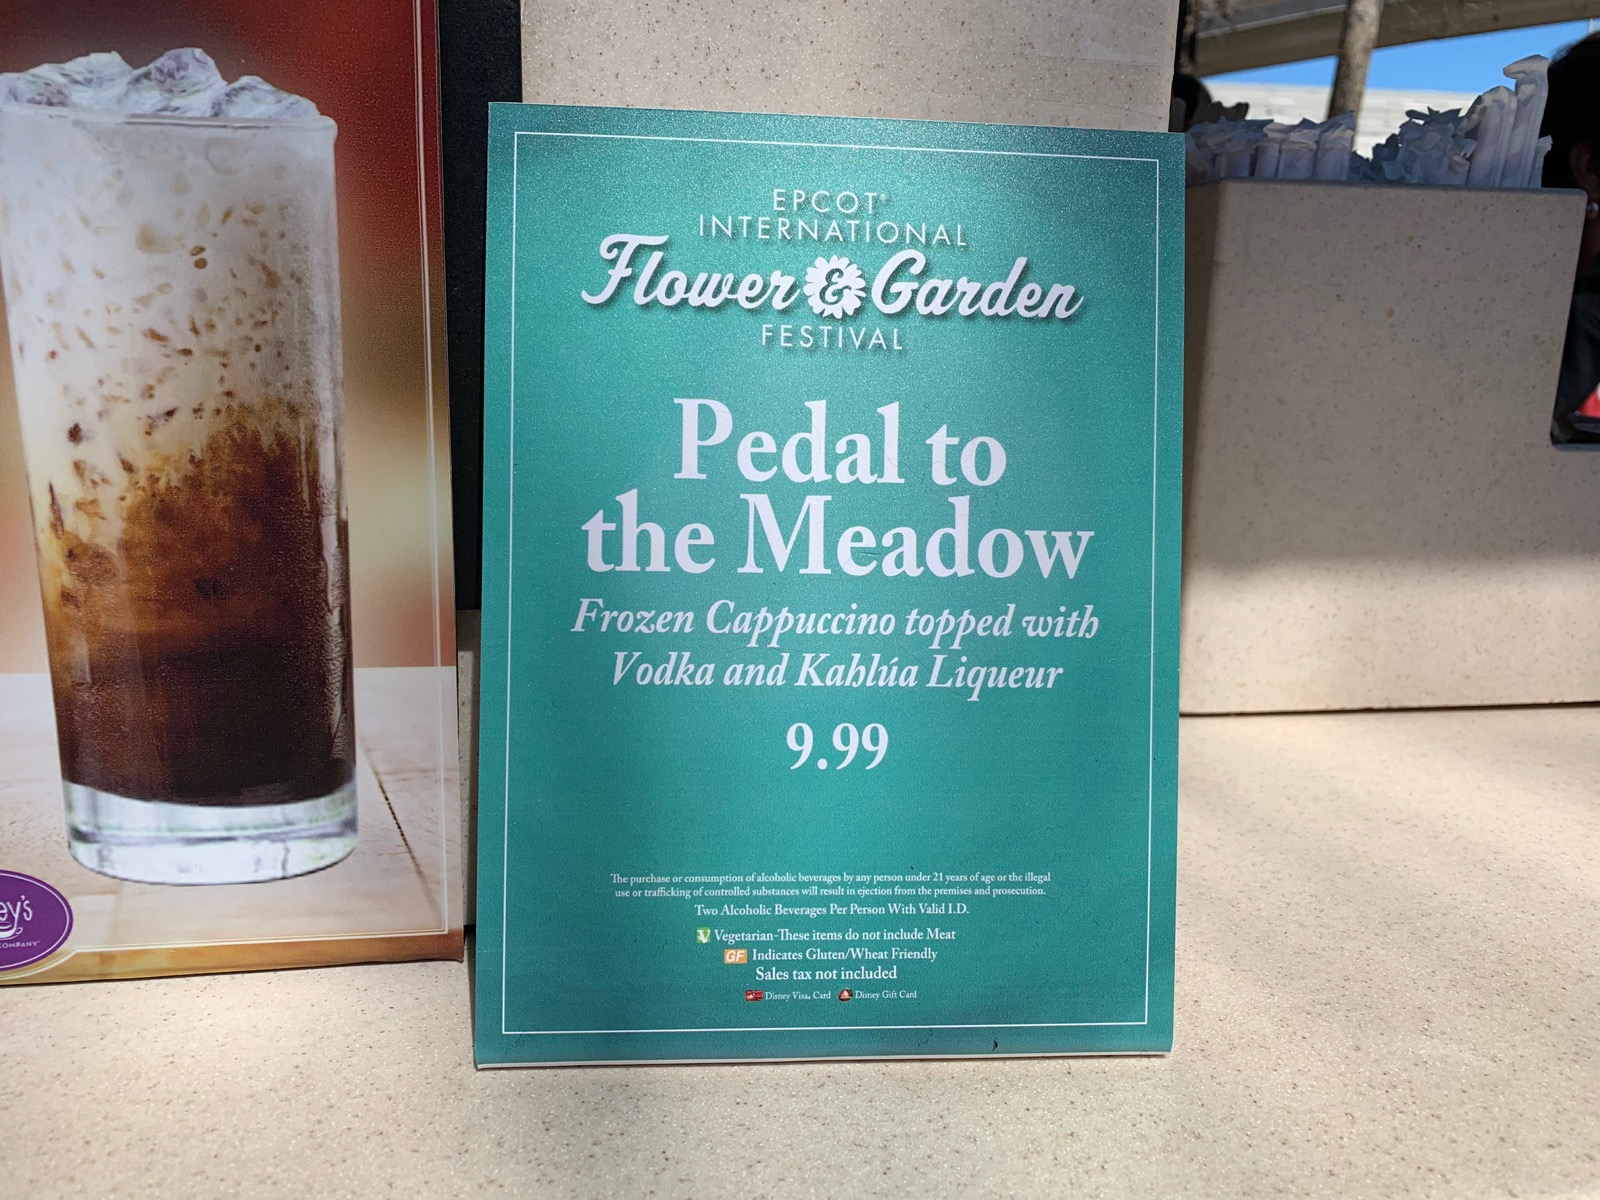 EPCOT®
INTERNATIONAL
Flower & Garden
FESTIVAL
Pedal to
the Meadow
Frozen Cappuccino topped with
Vodka and Kahlúa Liqueur
9.99
The purchase or consumption of alcoholic beverages by any person under 21 years of age or the illegal
use or trafficking of controlled substances will result in ejection from the premises and prosecution.
Two Alcoholic Beverages Per Person With Valid I.D.
V Vegetarian-These items do not include Meat
GF Indicates Gluten/Wheat Friendly
Sales tax not included
Disney Visa® Card Disney Gift Card
ey's
COMPANY